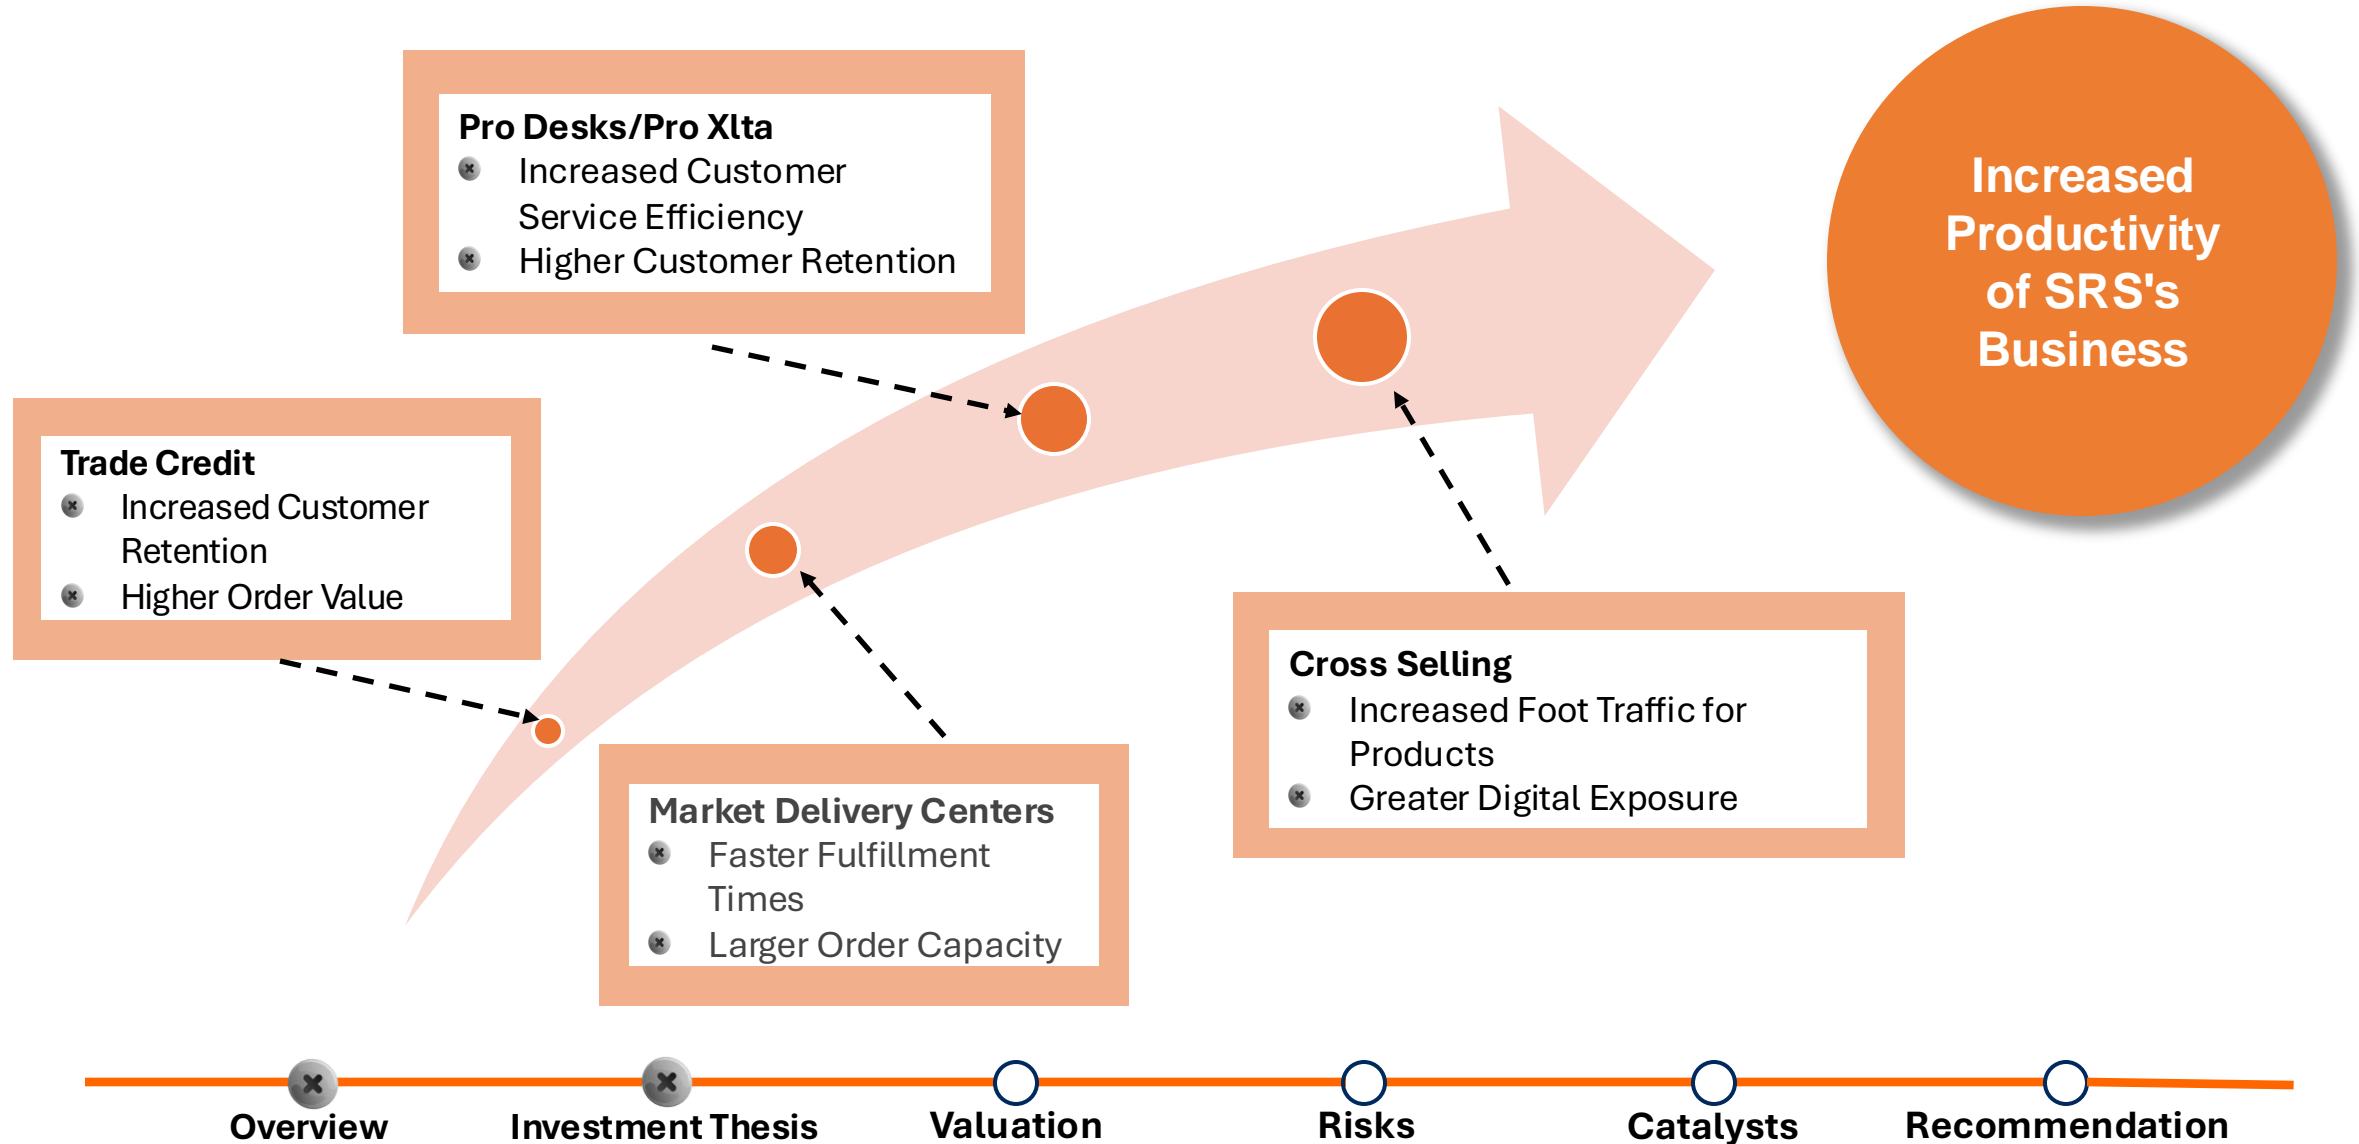 Pro Desks/Pro Xlta
Increased Customer
Service Efficiency
Higher Customer Retention
Increased
Productivity
of SRS's
Business
Trade Credit
Increased Customer
Retention
Higher Order Value
Market Delivery Centers
Faster Fulfillment
Times
Larger Order Capacity
Cross Selling
Increased Foot Traffic for
Products
Greater Digital Exposure
Overview
Investment Thesis
Valuation
Risks
Catalysts
Recommendation